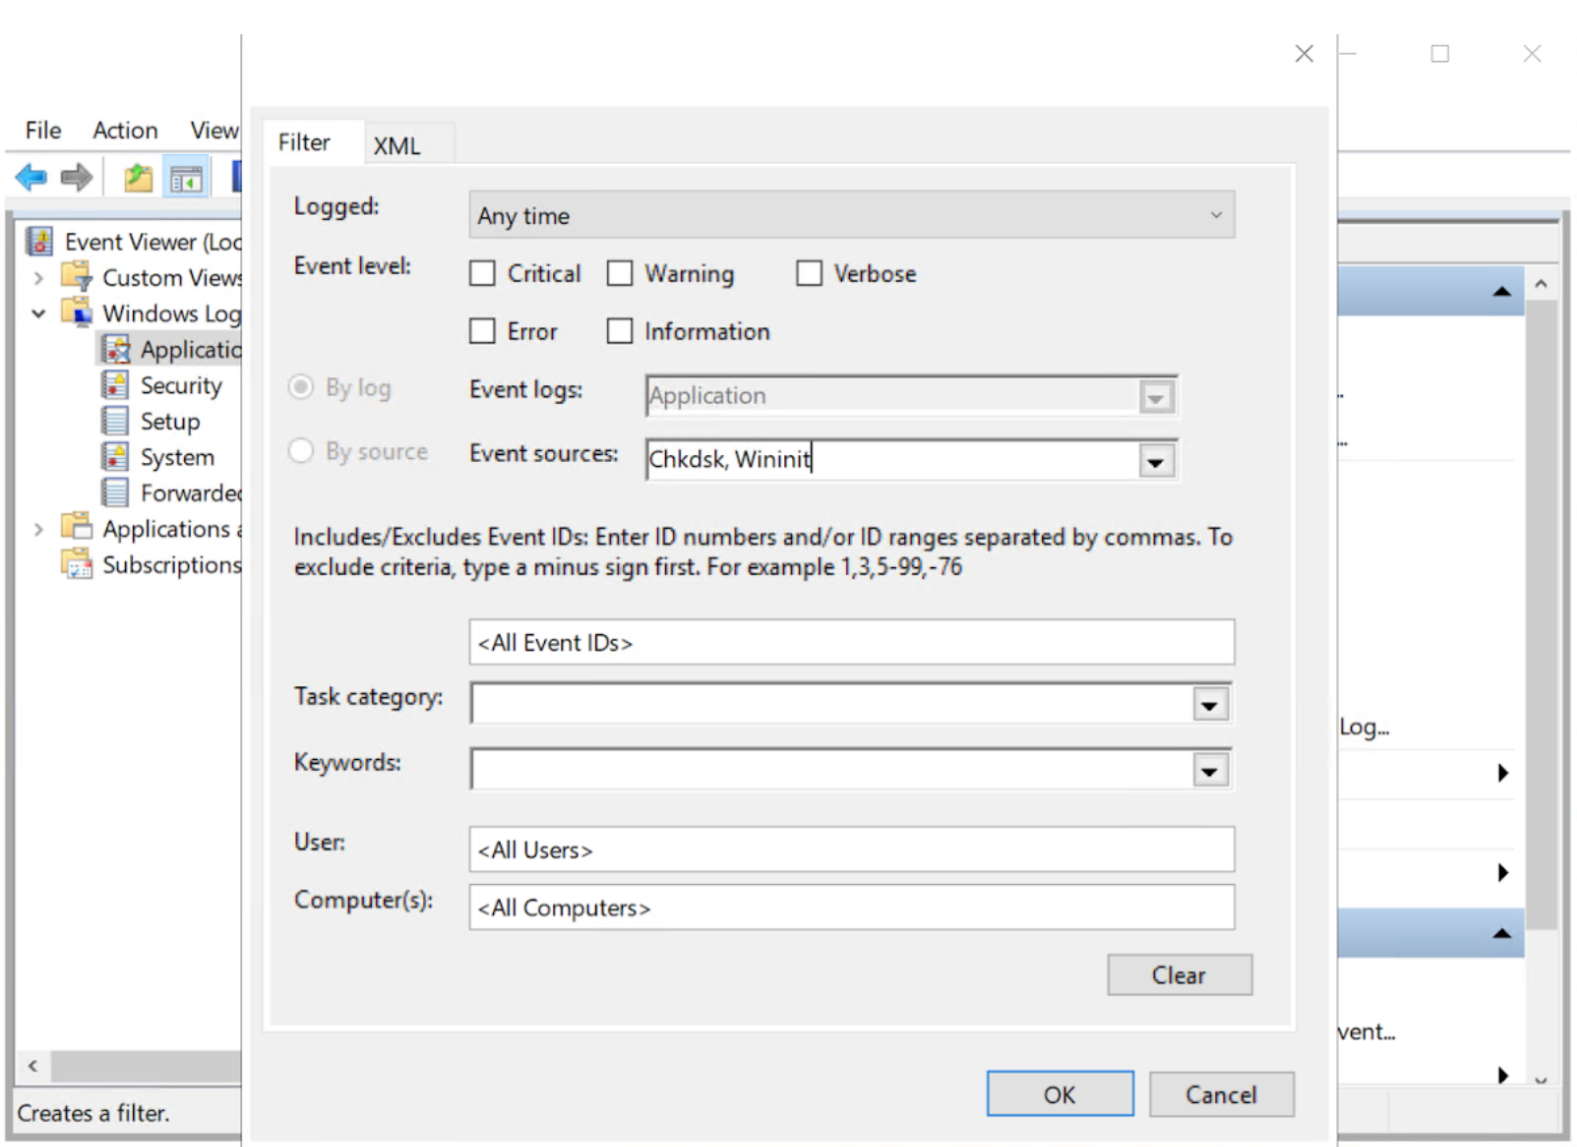 File Action View
Event Viewer (Loc
Custom Views
Windows Log
Applicatio
Security
Setup
System
Forwarded
Applications a
Subscriptions
Creates a filter.
Filter XML
Logged: Any time
Event level: Critical Warning Verbose
Error Information
By log Event logs: Application
By source Event sources: Chkdsk, Wininit
Includes/Excludes Event IDs: Enter ID numbers and/or ID ranges separated by commas. To
exclude criteria, type a minus sign first. For example 1,3,5-99,-76
<All Event IDs>
Task category:
Keywords:
User: <All Users>
Computer(s): <All Computers>
Clear
OK Cancel
Log...
vent...